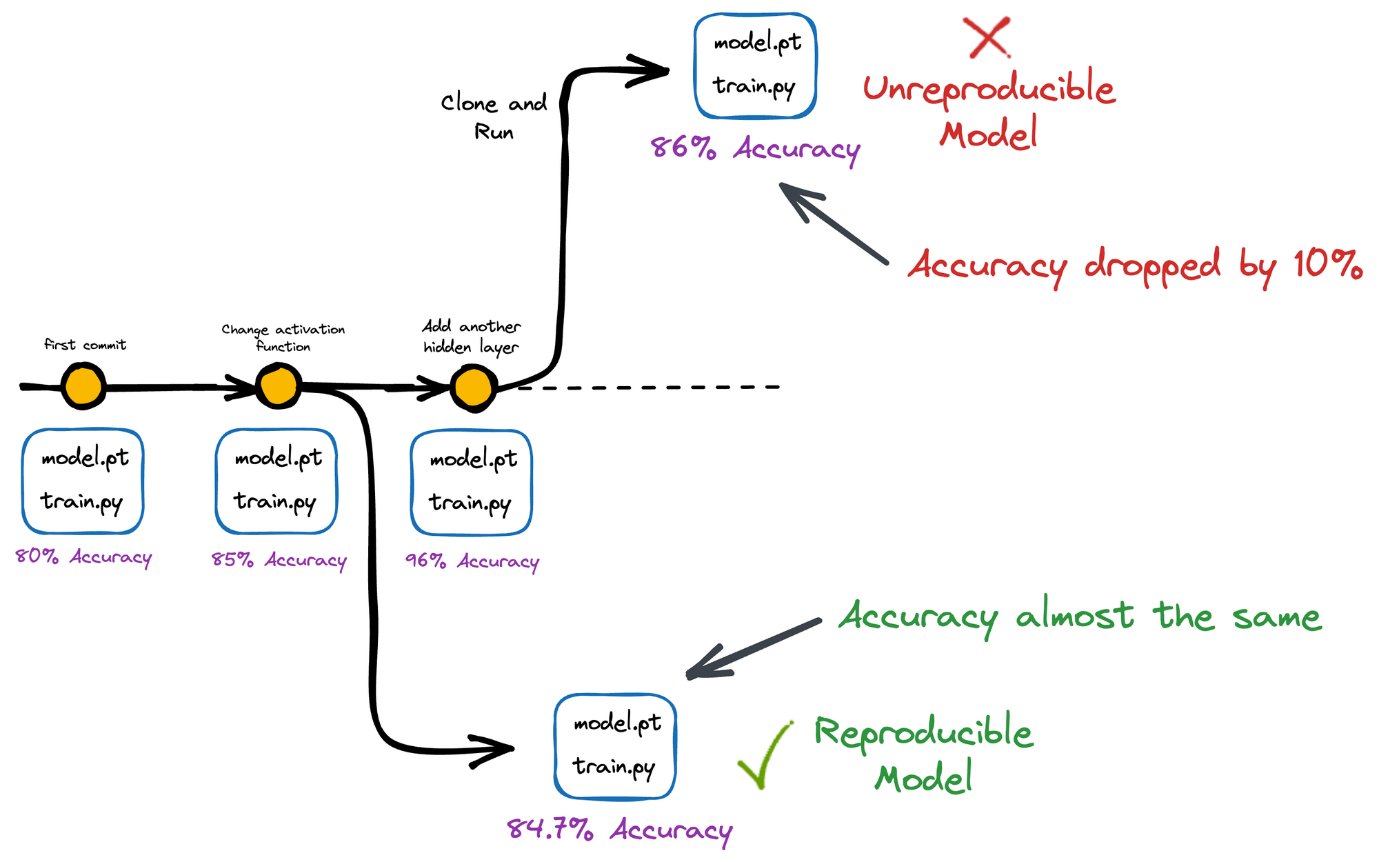 model.pt
train.py
86% Accuracy
Unreproducible
Model
Clone and
Run
Accuracy dropped by 10%
first commit
Change activation
function
Add another
hidden layer
model.pt
train.py
80% Accuracy
model.pt
train.py
85% Accuracy
model.pt
train.py
96% Accuracy
Accuracy almost the same
model.pt
train.py
84.7% Accuracy
Reproducible
Model